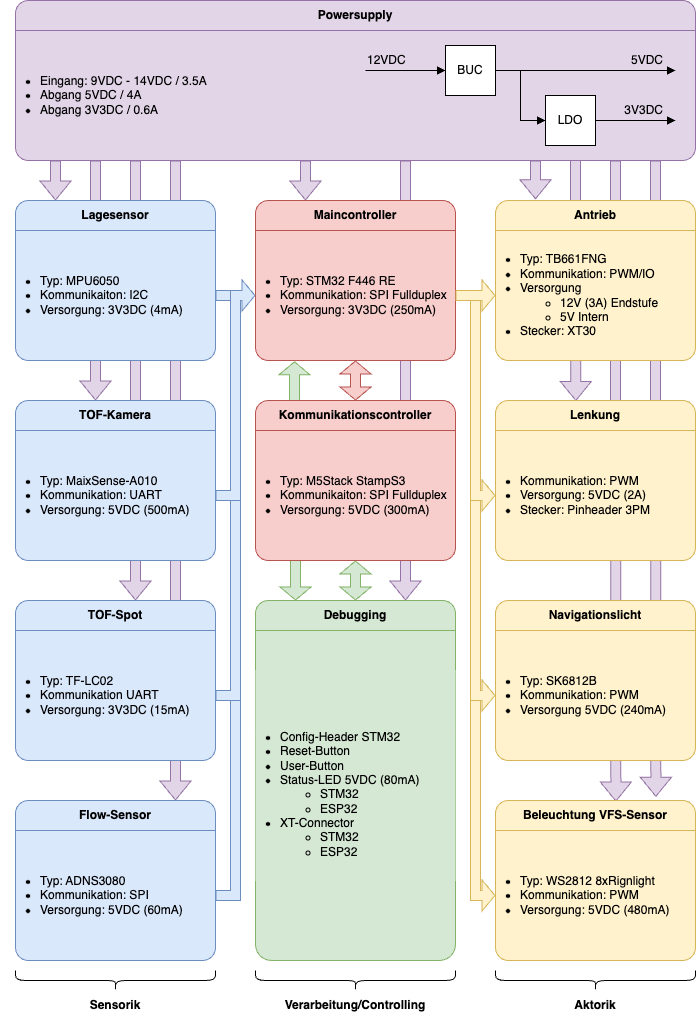 Powersupply
Eingang: 9VDC - 14VDC / 3.5A
Abgang 5VDC / 4A
Abgang 3V3DC / 0.6A
12VDC
BUC
5VDC
LDO
3V3DC
Lagesensor
Typ: MPU6050
Kommunikaiton: I2C
Versorgung: 3V3DC (4mA)
Maincontroller
Typ: STM32 F446 RE
Kommunikation: SPI Fullduplex
Versorgung: 3V3DC (250mA)
Antrieb
Typ: TB661FNG
Kommunikation: PWM/IO
Versorgung
12V (3A) Endstufe
5V Intern
Stecker: XT30
TOF-Kamera
Typ: MaixSense-A010
Kommunikation: UART
Versorgung: 5VDC (500mA)
Kommunikationscontroller
Typ: M5Stack StampS3
Kommunikaiton: SPI Fullduplex
Versorgung: 5VDC (300mA)
Lenkung
Kommunikation: PWM
Versorgung: 5VDC (2A)
Stecker: Pinheader 3PM
TOF-Spot
Typ: TF-LC02
Kommunikation UART
Versorgung: 3V3DC (15mA)
Debugging
Config-Header STM32
Reset-Button
User-Button
Status-LED 5VDC (80mA)
STM32
ESP32
XT-Connector
STM32
ESP32
Navigationslicht
Typ: SK6812B
Kommunikation: PWM
Versorgung 5VDC (240mA)
Flow-Sensor
Typ: ADNS3080
Kommunikation: SPI
Versorgung: 5VDC (60mA)
Beleuchtung VFS-Sensor
Typ: WS2812 8xRignlight
Kommunikation: PWM
Versorgung: 5VDC (480mA)
Sensorik
Verarbeitung/Controlling
Aktorik